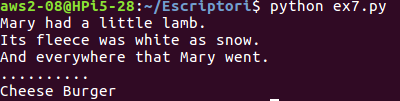 aws2-08@HPi5-28:~/Escriptori$ python ex7.py
Mary had a little lamb.
Its fleece was white as snow.
And everywhere that Mary went.
..........
Cheese Burger